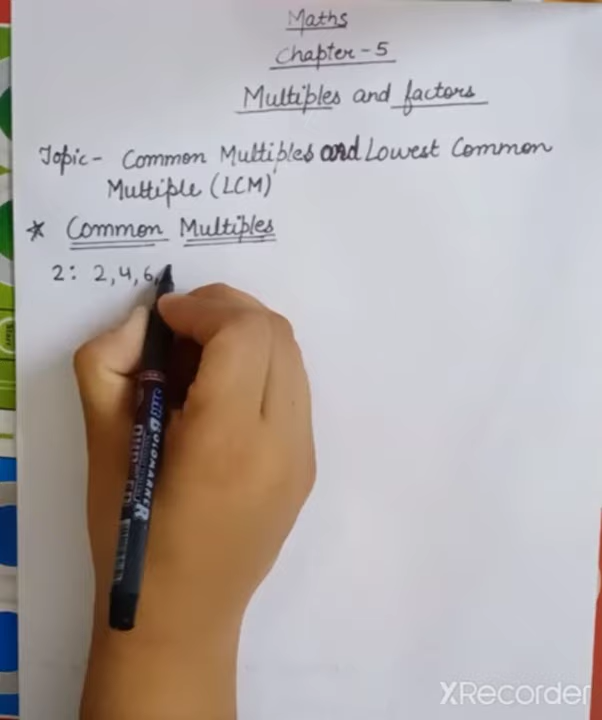 Maths
Chapter-5
Multiples and factors
Topic- Common Multiples and Lowest Common
Multiple (LCM)
* Common Multiples
2: 2,4,6,
XRecorder